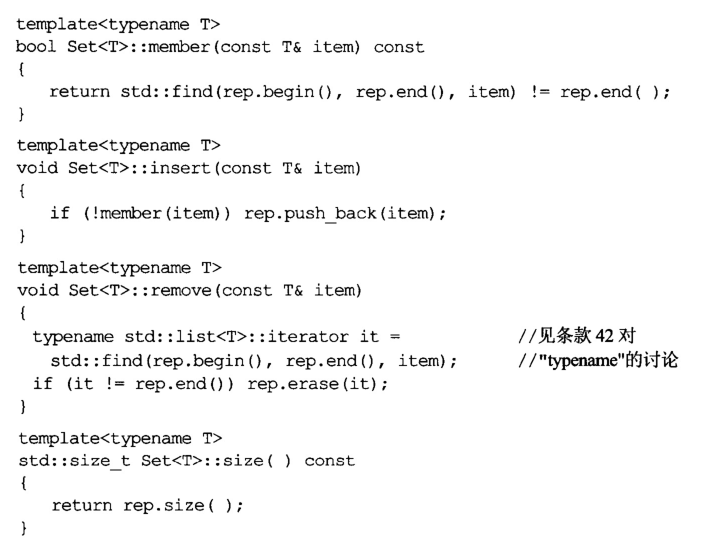 template<typename T>
bool Set<T>::member(const T& item) const
{
return std::find(rep.begin(), rep.end(), item) != rep.end( );
}
template<typename T>
void Set<T>::insert(const T& item)
{
if (!member(item)) rep.push_back(item);
}
template<typename T>
void Set<T>::remove(const T& item)
{
typename std::list<T>::iterator it = //见条款 42 对
std::find(rep.begin(), rep.end(), item); //"typename"的讨论
if (it != rep.end()) rep.erase(it);
}
template<typename T>
std::size_t Set<T>::size( ) const
{
return rep.size( );
}